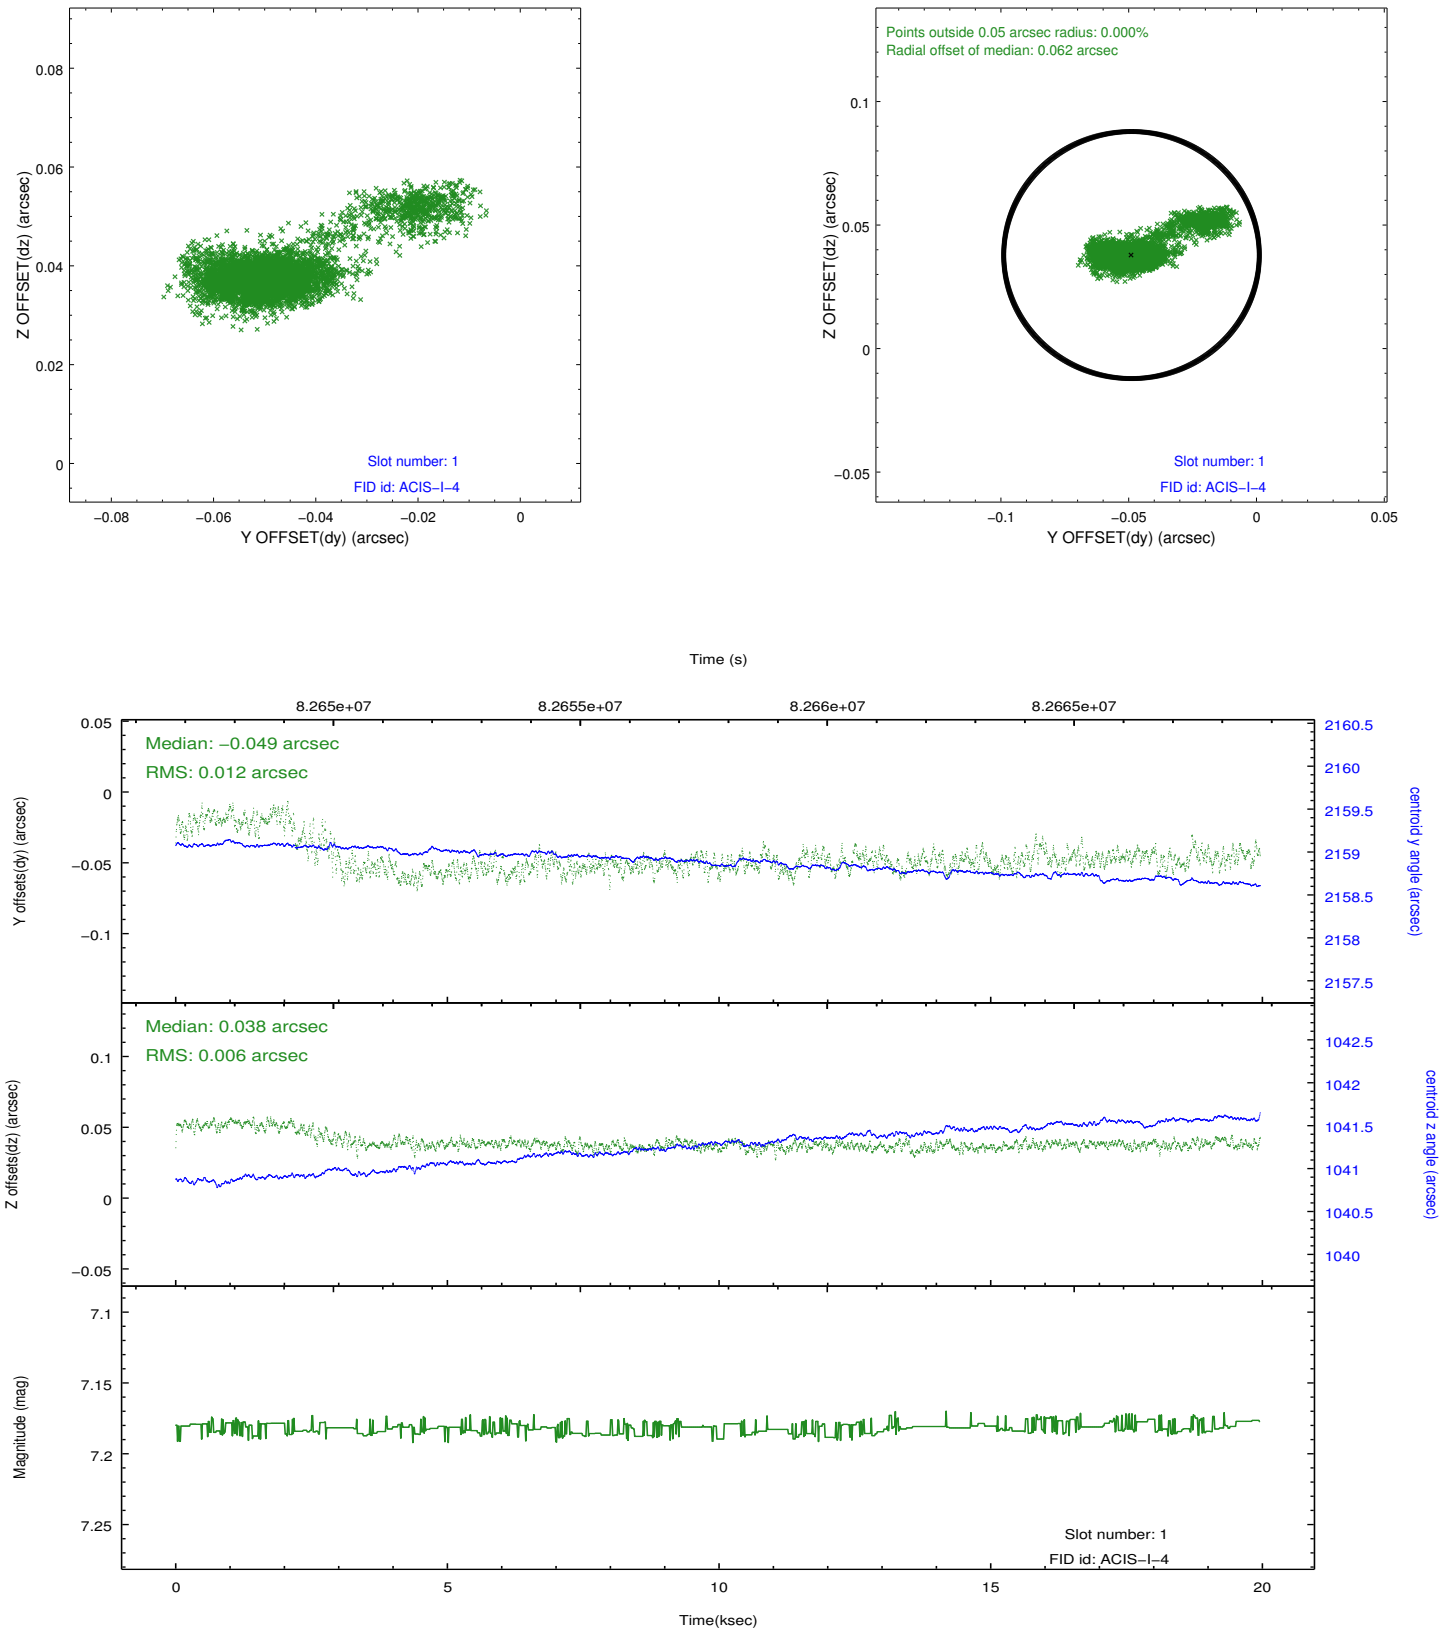 0.08
0.06
0.04
0.02
0
−0.08
−0.06
−0.04
−0.02
0
Z OFFSET(dz) (arcsec)
Y OFFSET(dy) (arcsec)
Slot number: 1
FID id: ACIS−I−4
Points outside 0.05 arcsec radius: 0.000%
Radial offset of median: 0.062 arcsec
0.1
0.05
0
−0.05
−0.1
−0.05
0
0.05
Z OFFSET(dz) (arcsec)
Y OFFSET(dy) (arcsec)
Slot number: 1
FID id: ACIS−I−4
Time (s)
8.265e+07
8.2655e+07
8.266e+07
8.2665e+07
Median: −0.049 arcsec
RMS: 0.012 arcsec
0.05
0
−0.05
−0.1
Y offsets(dy) (arcsec)
2160.5
2160
2159.5
2159
2158.5
2158
2157.5
centroid y angle (arcsec)
Median: 0.038 arcsec
RMS: 0.006 arcsec
0.1
0.05
0
−0.05
Z offsets(dz) (arcsec)
1042.5
1042
1041.5
1041
1040.5
1040
centroid z angle (arcsec)
7.1
7.15
7.2
7.25
Magnitude (mag)
Slot number: 1
FID id: ACIS−I−4
0
5
10
15
20
Time(ksec)